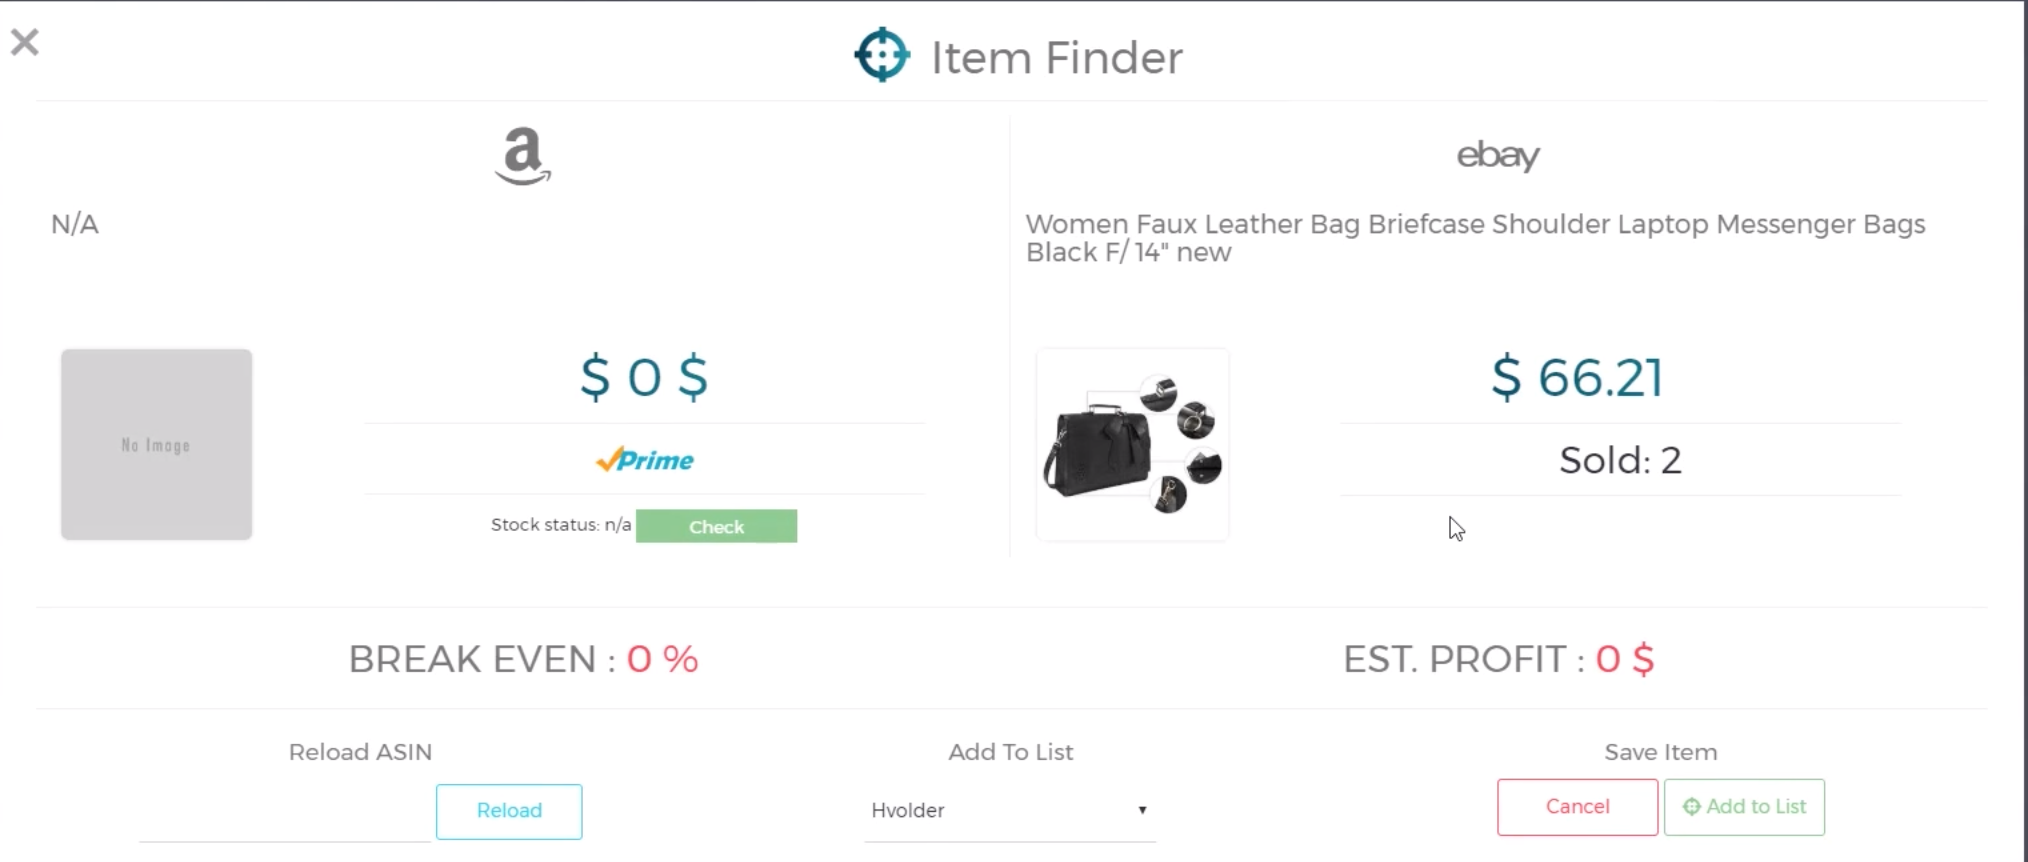 Item Finder
a
ebay
N/A
Women Faux Leather Bag Briefcase Shoulder Laptop Messenger Bags
Black F/ 14" new
No Image
$ 0 $
Prime
Stock status: n/a Check
$ 66.21
Sold: 2
BREAK EVEN : 0 %
EST. PROFIT : 0 $
Reload ASIN
Reload
Add To List
Hvolder
Save Item
Cancel
Add to List